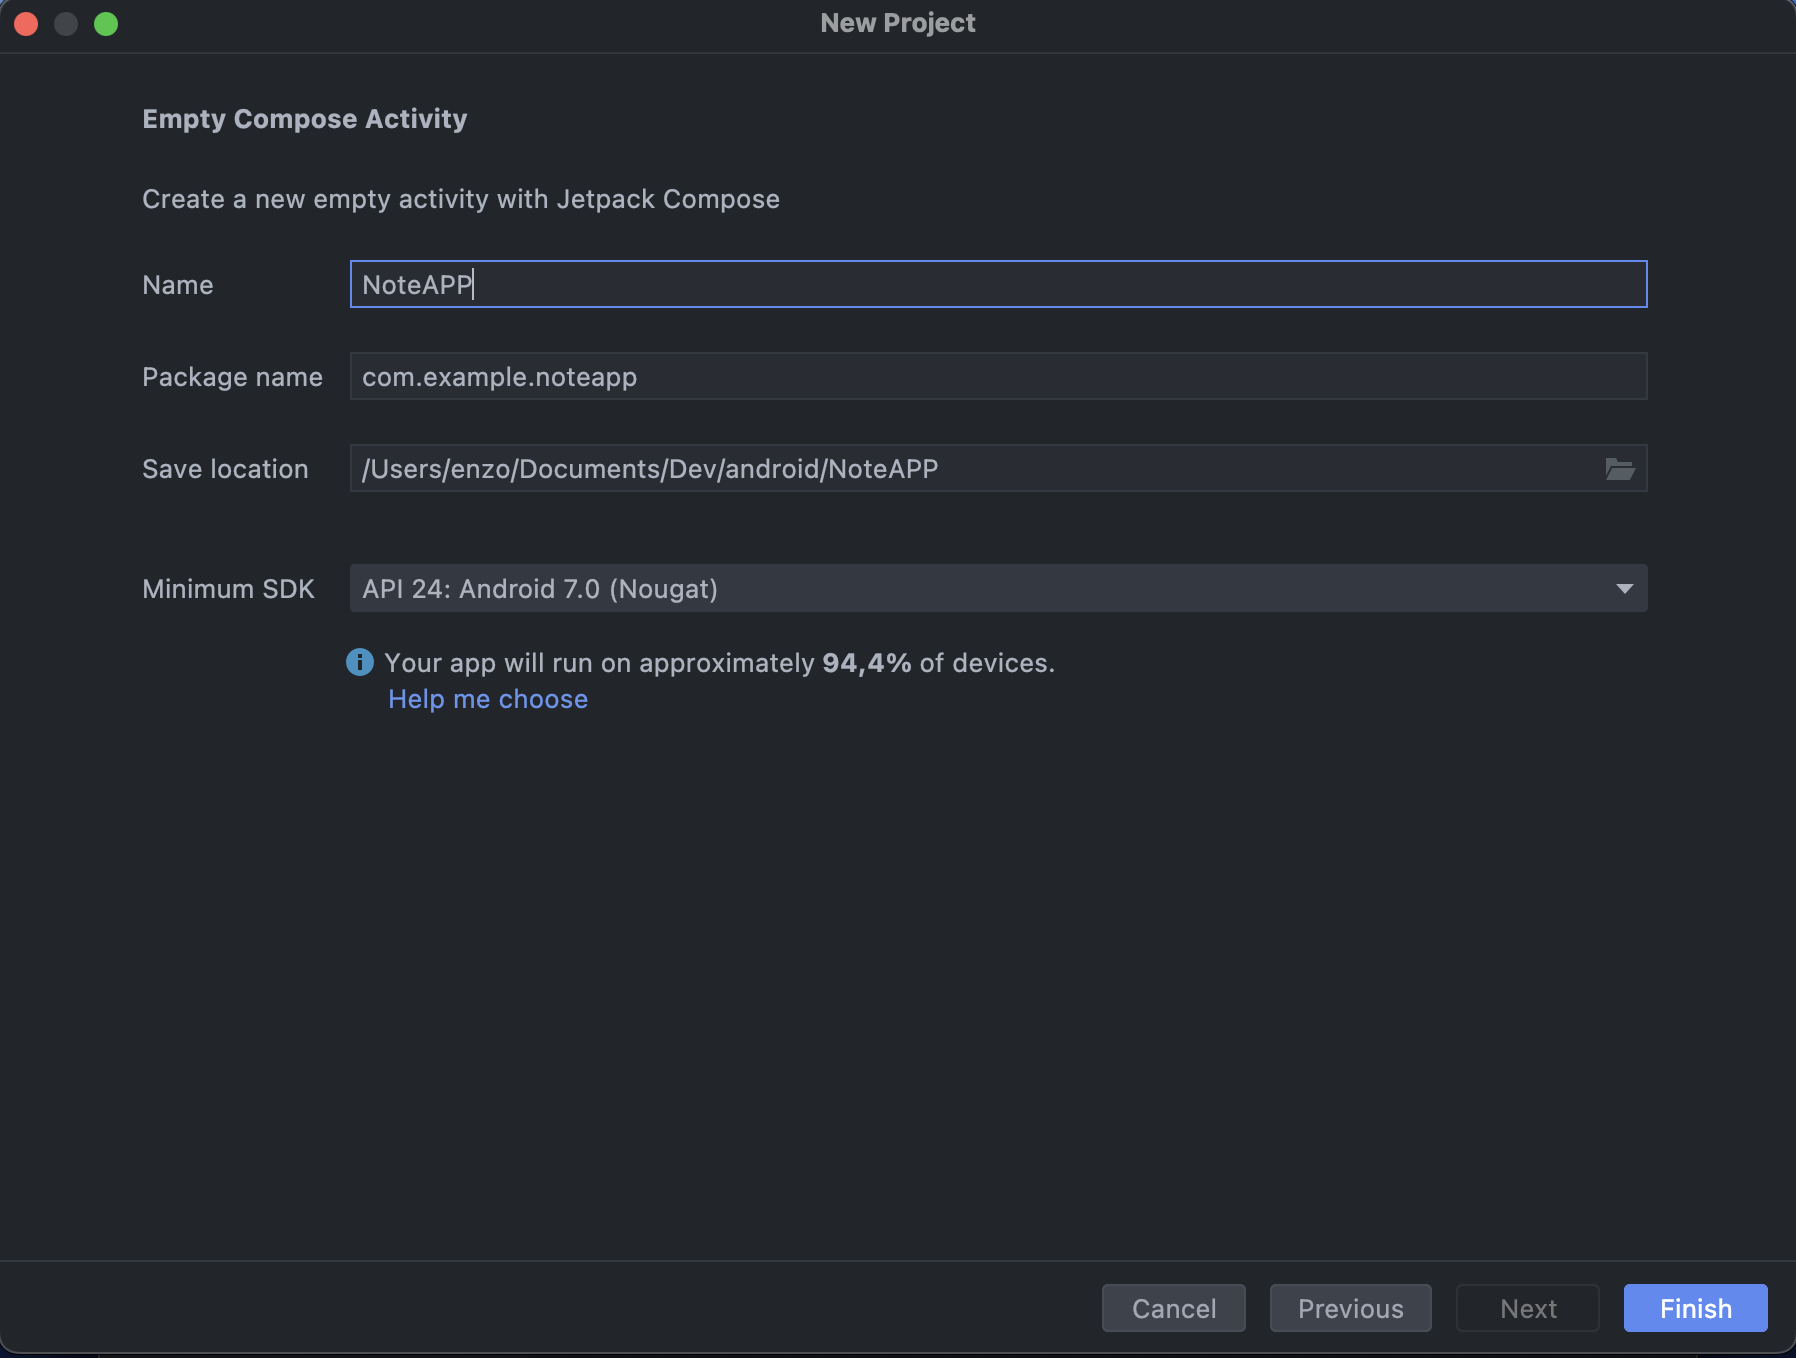 New Project
Empty Compose Activity
Create a new empty activity with Jetpack Compose
Name NoteAPP
Package name com.example.noteapp
Save location /Users/enzo/Documents/Dev/android/NoteAPP
Minimum SDK API 24: Android 7.0 (Nougat)
Your app will run on approximately 94,4% of devices.
Help me choose
Cancel Previous Next Finish